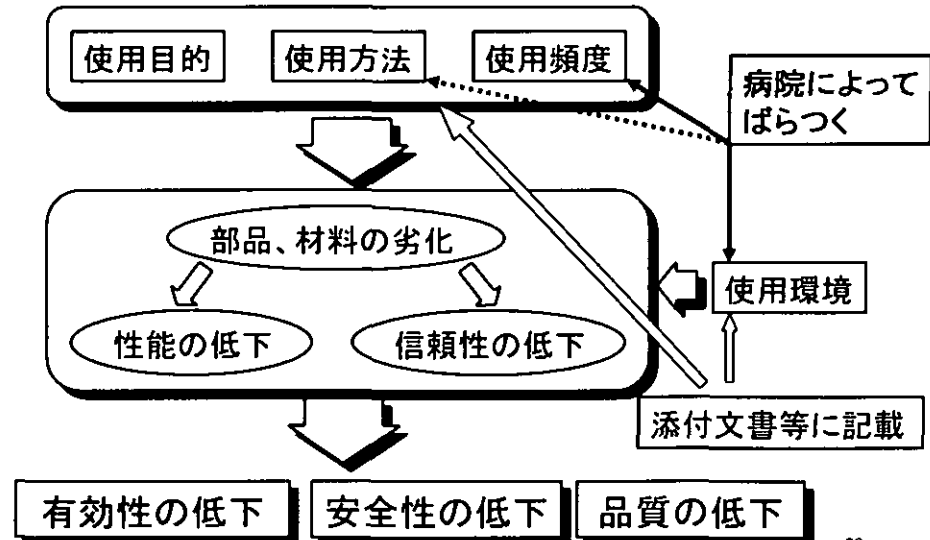 使用目的 使用方法 使用頻度
病院によって
ばらつく
部品、材料の劣化
使用環境
性能の低下 信頼性の低下
添付文書等に記載
有効性の低下 安全性の低下 品質の低下